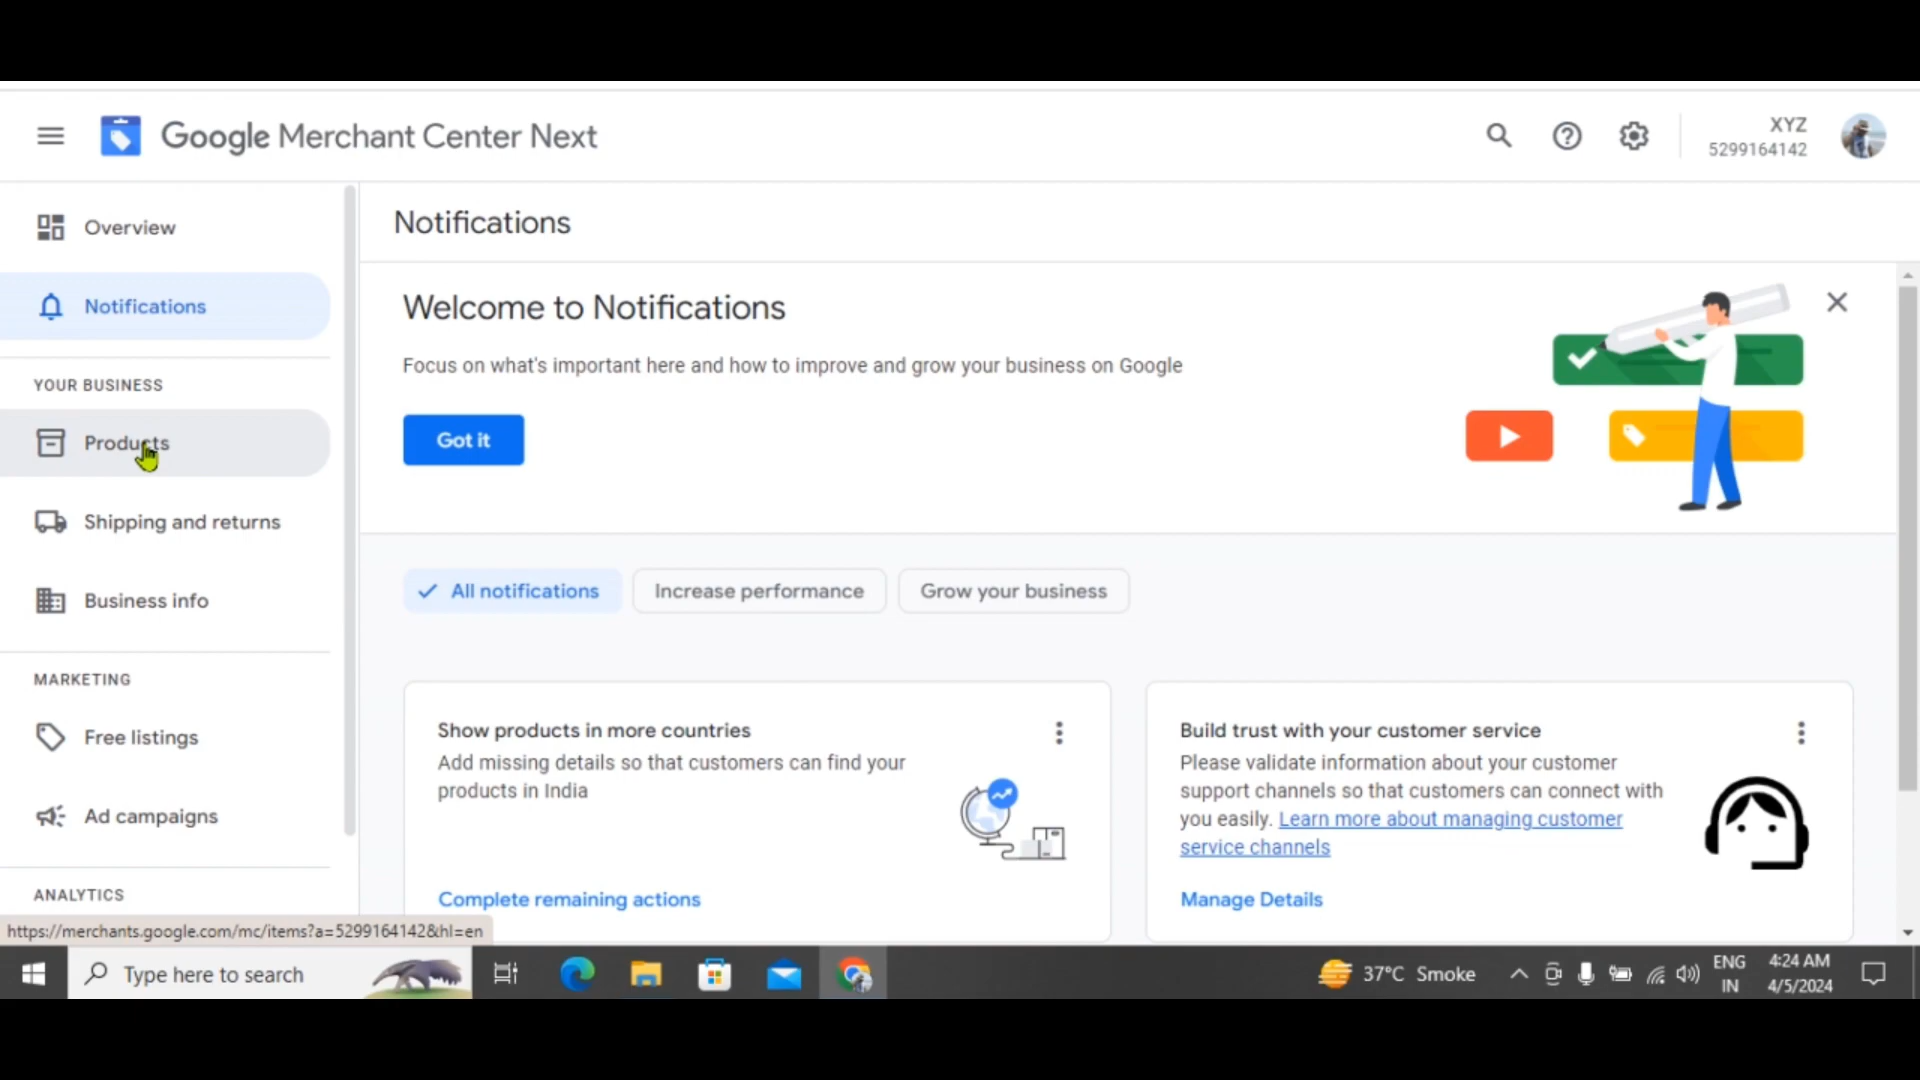 Google Merchant Center Next
XYZ
5299164142
Overview
Notifications
YOUR BUSINESS
Products
Shipping and returns
Business info
MARKETING
Free listings
Ad campaigns
ANALYTICS
https://merchants.google.com/mc/items?a=5299164142&hl=en
Notifications
Welcome to Notifications
Focus on what's important here and how to improve and grow your business on Google
Got it
All notifications
Increase performance
Grow your business
Show products in more countries
Add missing details so that customers can find your
products in India
Complete remaining actions
Build trust with your customer service
Please validate information about your customer
support channels so that customers can connect with
you easily. Learn more about managing customer
service channels
Manage Details
Type here to search
37°C Smoke
ENG
IN
4:24 AM
4/5/2024